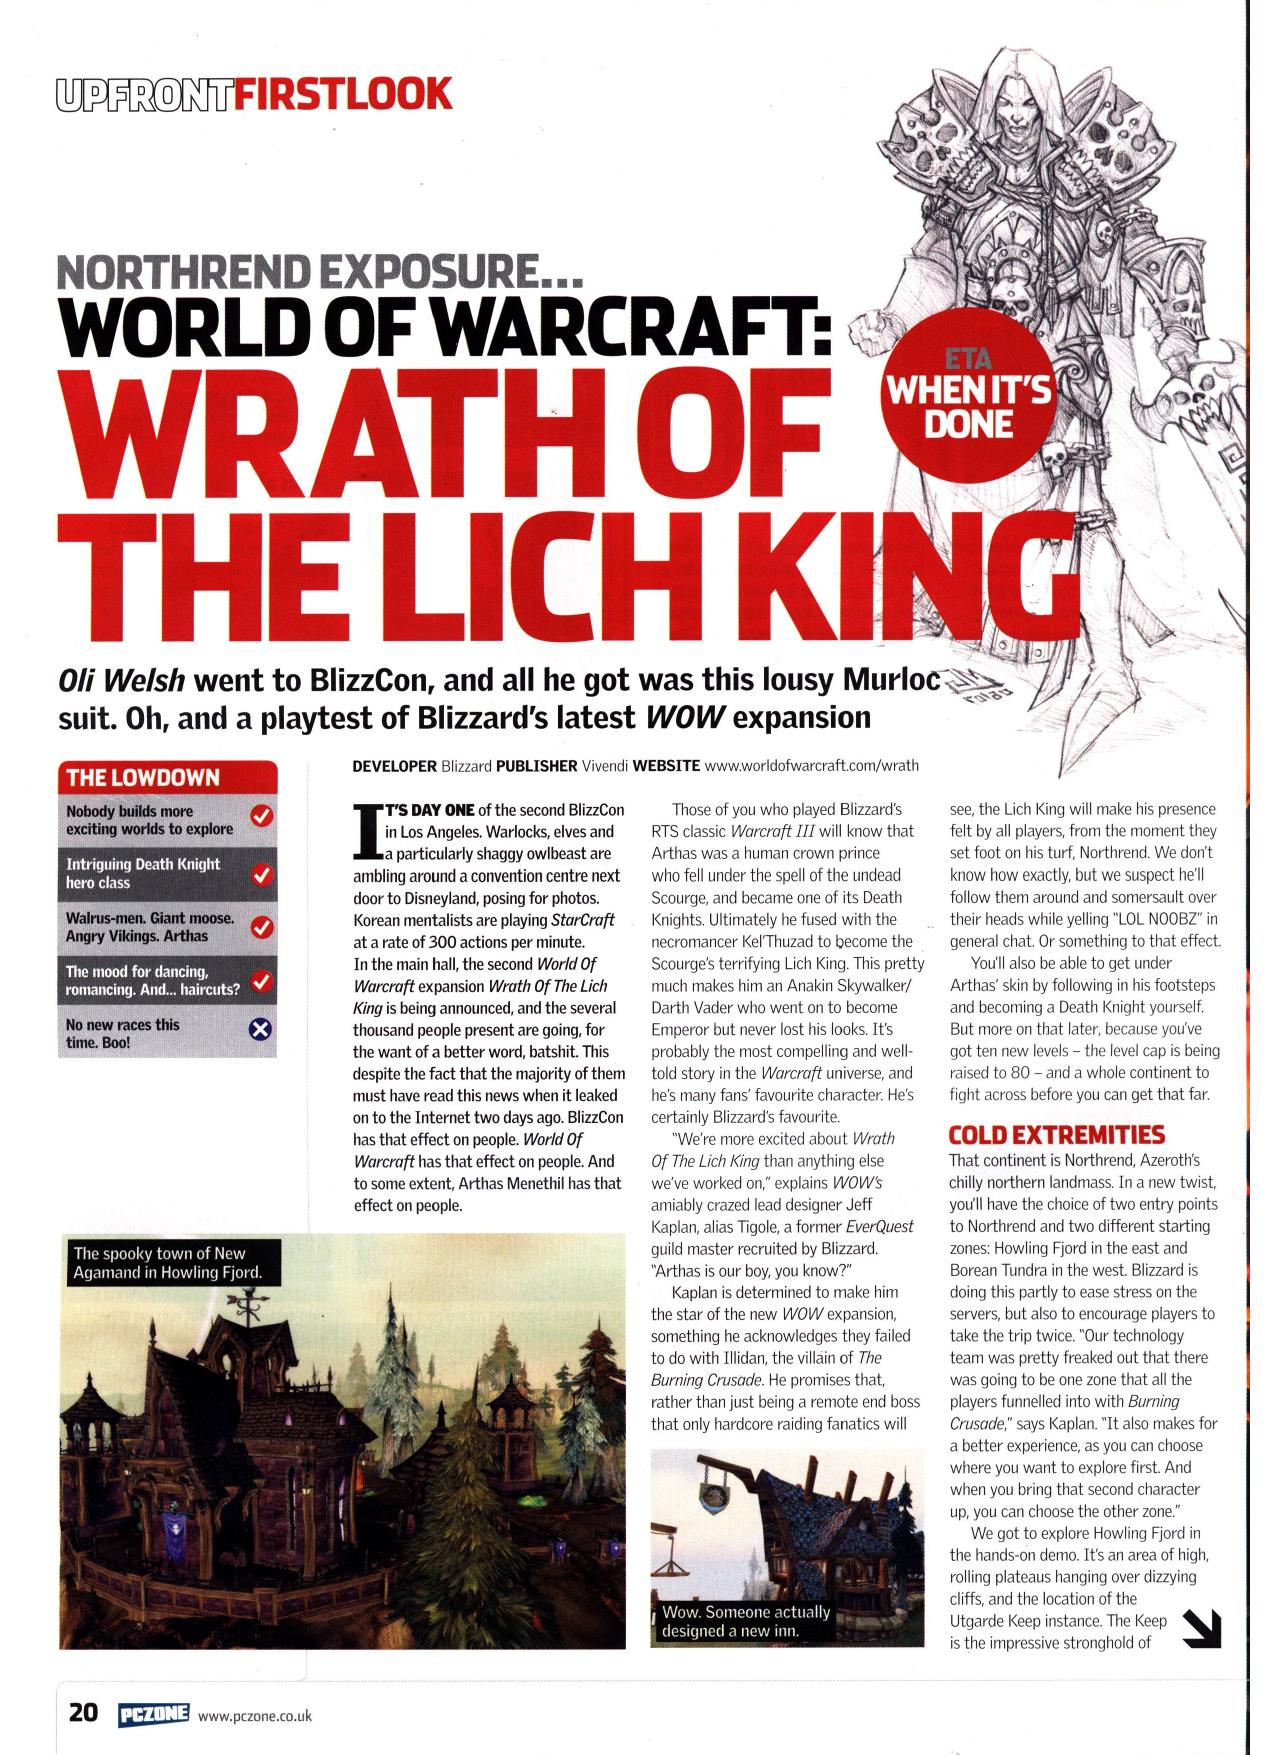 UPFRONTFIRSTLOOK
NORTHREND EXPOSURE...
WORLD OF WARCRAFT:
WRATH OF
THE LICH KING
ETA
WHEN IT'S
DONE
Oli Welsh went to BlizzCon, and all he got was this lousy Murloc
suit. Oh, and a playtest of Blizzard's latest WOW expansion
THE LOWDOWN
Nobody builds more
exciting worlds to explore
Intriguing Death Knight
hero class
Walrus-men. Giant moose.
Angry Vikings. Arthas
The mood for dancing,
romancing. And... haircuts?
No new races this
time. Boo!
DEVELOPER Blizzard PUBLISHER Vivendi WEBSITE www.worldofwarcraft.com/wrath
IT'S DAY ONE of the second BlizzCon
in Los Angeles. Warlocks, elves and
a particularly shaggy owlbeast are
ambling around a convention centre next
door to Disneyland, posing for photos.
Korean mentalists are playing StarCraft
at a rate of 300 actions per minute.
In the main hall, the second World Of
Warcraft expansion Wrath Of The Lich
King is being announced, and the several
thousand people present are going, for
the want of a better word, batshit. This
despite the fact that the majority of them
must have read this news when it leaked
on to the Internet two days ago. BlizzCon
has that effect on people. World Of
Warcraft has that effect on people. And
to some extent, Arthas Menethil has that
effect on people.
Those of you who played Blizzard's
RTS classic Warcraft III will know that
Arthas was a human crown prince
who fell under the spell of the undead
Scourge, and became one of its Death
Knights. Ultimately he fused with the
necromancer Kel'Thuzad to become the
Scourge's terrifying Lich King. This pretty
much makes him an Anakin Skywalker/
Darth Vader who went on to become
Emperor but never lost his looks. It's
probably the most compelling and well-
told story in the Warcraft universe, and
he's many fans' favourite character. He's
certainly Blizzard's favourite.
"We're more excited about Wrath
Of The Lich King than anything else
we've worked on," explains WOW's
amiably crazed lead designer Jeff
Kaplan, alias Tigole, a former EverQuest
guild master recruited by Blizzard.
"Arthas is our boy, you know?"
Kaplan is determined to make him
the star of the new WOW expansion,
something he acknowledges they failed
to do with Illidan, the villain of The
Burning Crusade. He promises that,
rather than just being a remote end boss
that only hardcore raiding fanatics will
see, the Lich King will make his presence
felt by all players, from the moment they
set foot on his turf, Northrend. We don't
know how exactly, but we suspect he'll
follow them around and somersault over
their heads while yelling "LOL N00BZ" in
general chat. Or something to that effect.
You'll also be able to get under
Arthas' skin by following in his footsteps
and becoming a Death Knight yourself.
But more on that later, because you've
got ten new levels – the level cap is being
raised to 80 – and a whole continent to
fight across before you can get that far.
COLD EXTREMITIES
That continent is Northrend, Azeroth's
chilly northern landmass. In a new twist,
you'll have the choice of two entry points
to Northrend and two different starting
zones: Howling Fjord in the east and
Borean Tundra in the west. Blizzard is
doing this partly to ease stress on the
servers, but also to encourage players to
take the trip twice. "Our technology
team was pretty freaked out that there
was going to be one zone that all the
players funnelled into with Burning
Crusade," says Kaplan. "It also makes for
a better experience, as you can choose
where you want to explore first. And
when you bring that second character
up, you can choose the other zone."
We got to explore Howling Fjord in
the hands-on demo. It's an area of high,
rolling plateaus hanging over dizzying
cliffs, and the location of the
Utgarde Keep instance. The Keep
is the impressive stronghold of
The spooky town of New
Agamand in Howling Fjord.
Wow. Someone actually
designed a new inn.
20 PCZONE www.pczone.co.uk